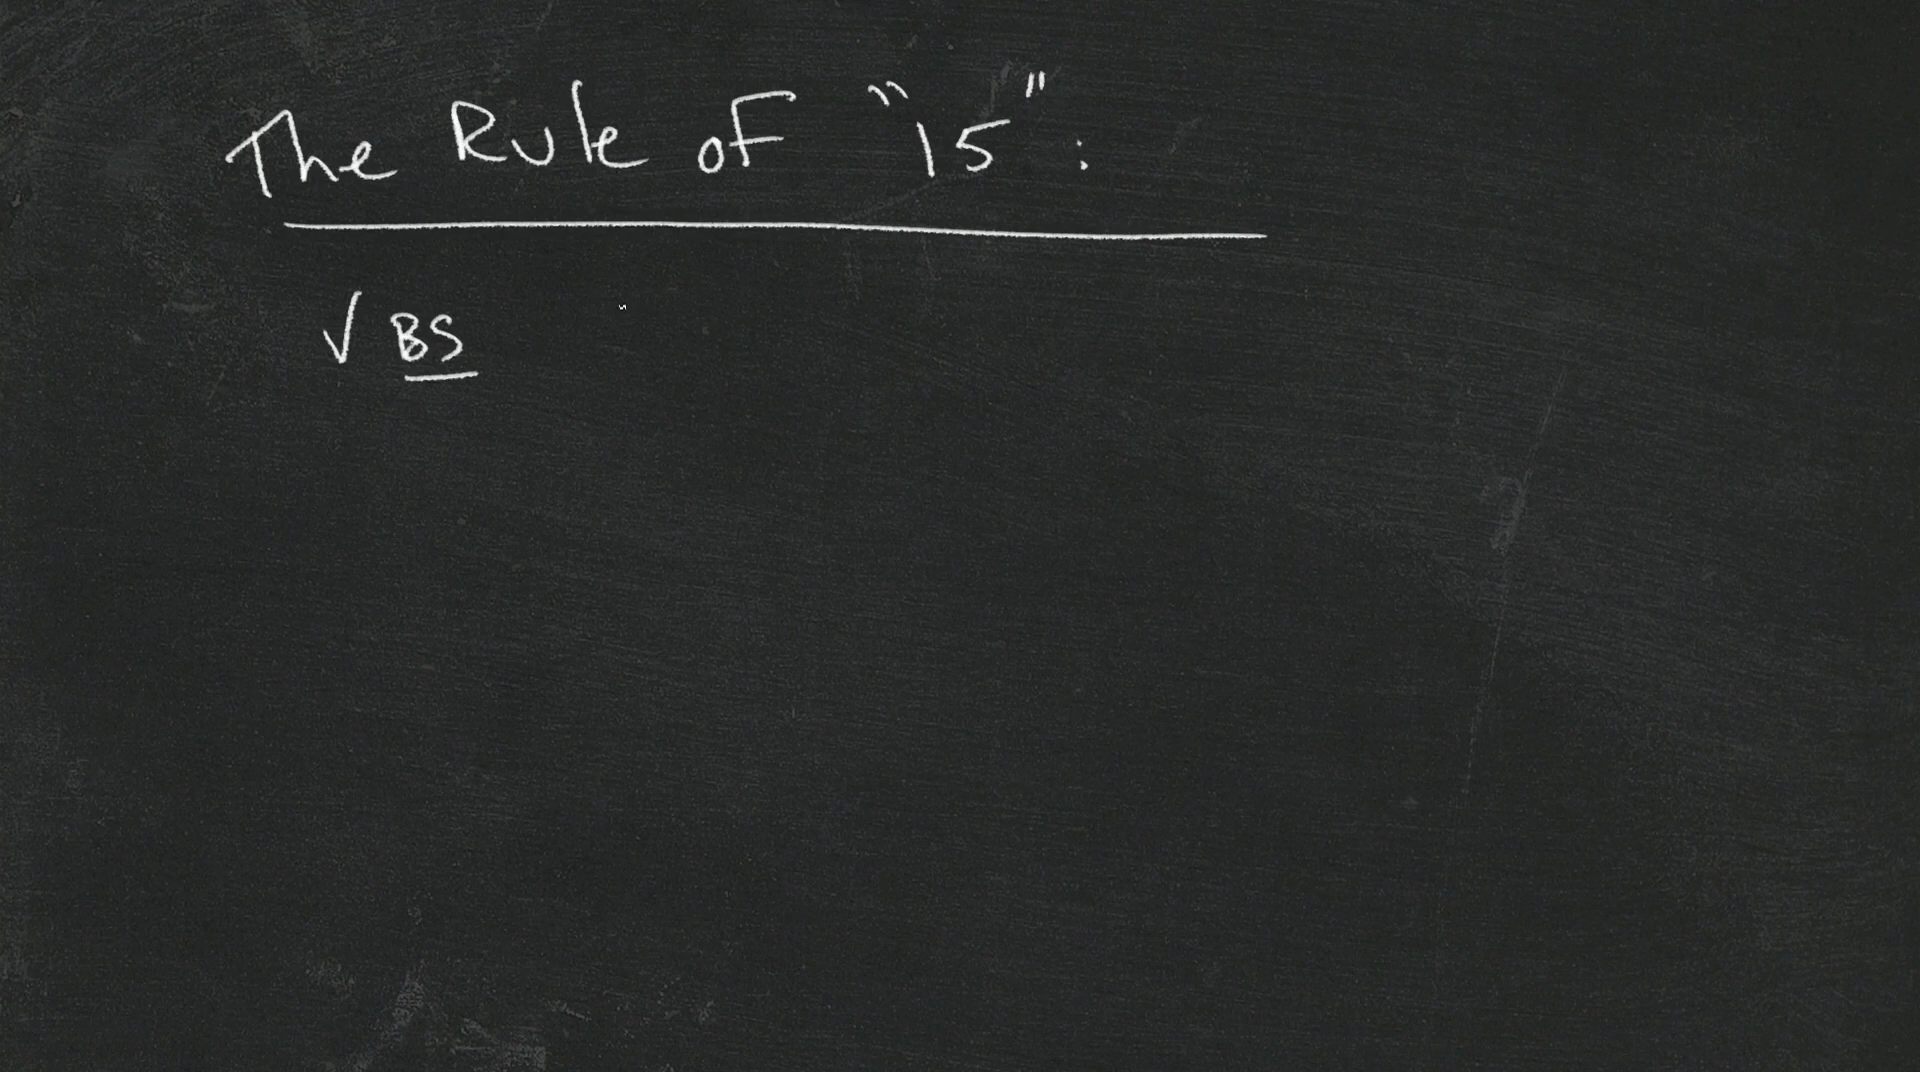 The Rule of "15":
√ BS